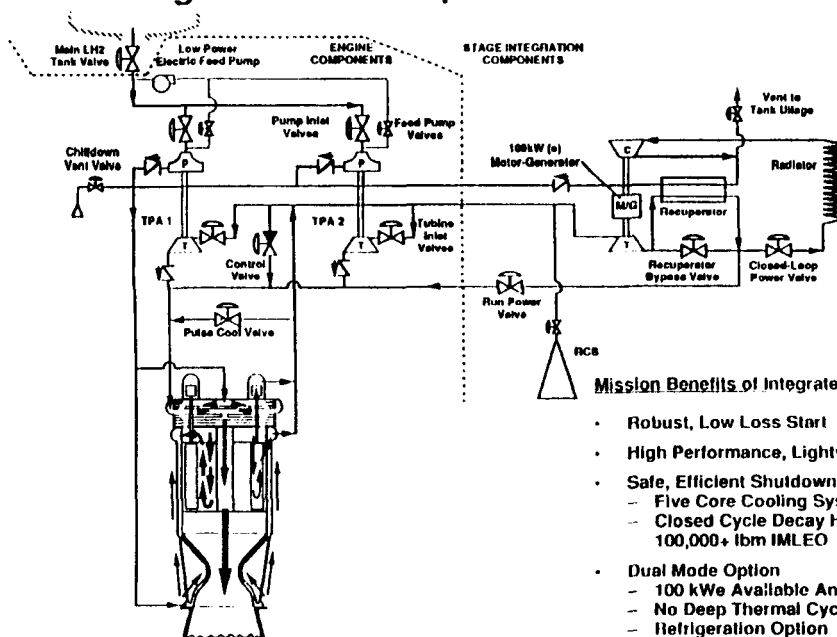 Main LH2
Tank Valve
Low Power
Electric Feed Pump
ENGINE
COMPONENTS
STAGE INTEGRATION
COMPONENTS
Pump Inlet
Valves
Feed Pump
Valves
Vent to
Tank Ullage
100kW (e)
Motor-Generator
Radiator
Chilldown
Vent Valve
P
P
C
M/G
Recuperator
TPA 1
TPA 2
Turbine
Inlet
Valves
T
T
T
Control
Valve
Recuperator
Bypass Valve
Closed-Loop
Power Valve
Run Power
Valve
Pulse Cool Valve
RCS
Mission Benefits of Integrate
• Robust, Low Loss Start
• High Performance, Lightw
• Safe, Efficient Shutdown
– Five Core Cooling Sys
– Closed Cycle Decay H
100,000+ lbm IMLEO
• Dual Mode Option
– 100 kWe Available An
– No Deep Thermal Cyc
– Refrigeration Option